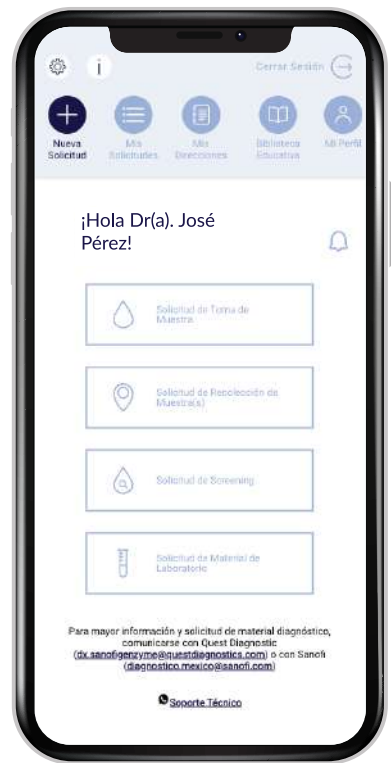 Cerrar Sesión
Nueva
Solicitud
Mis
Solicitudes
Mis
Direcciones
Biblioteca
Educativa
Mi Perfil
¡Hola Dr(a). José
Pérez!
Solicitud de Toma de
Muestra
Solicitud de Recolección de
Muestra(s)
Solicitud de Screening
Solicitud de Material de
Laboratorio
Para mayor información y solicitud de material diagnóstico,
comunicarse con Quest Diagnostic
(dx.sanofigenzyme@questdiagnostics.com) o con Sanofi
(diagnostico.mexico@sanofi.com)
Soporte Técnico